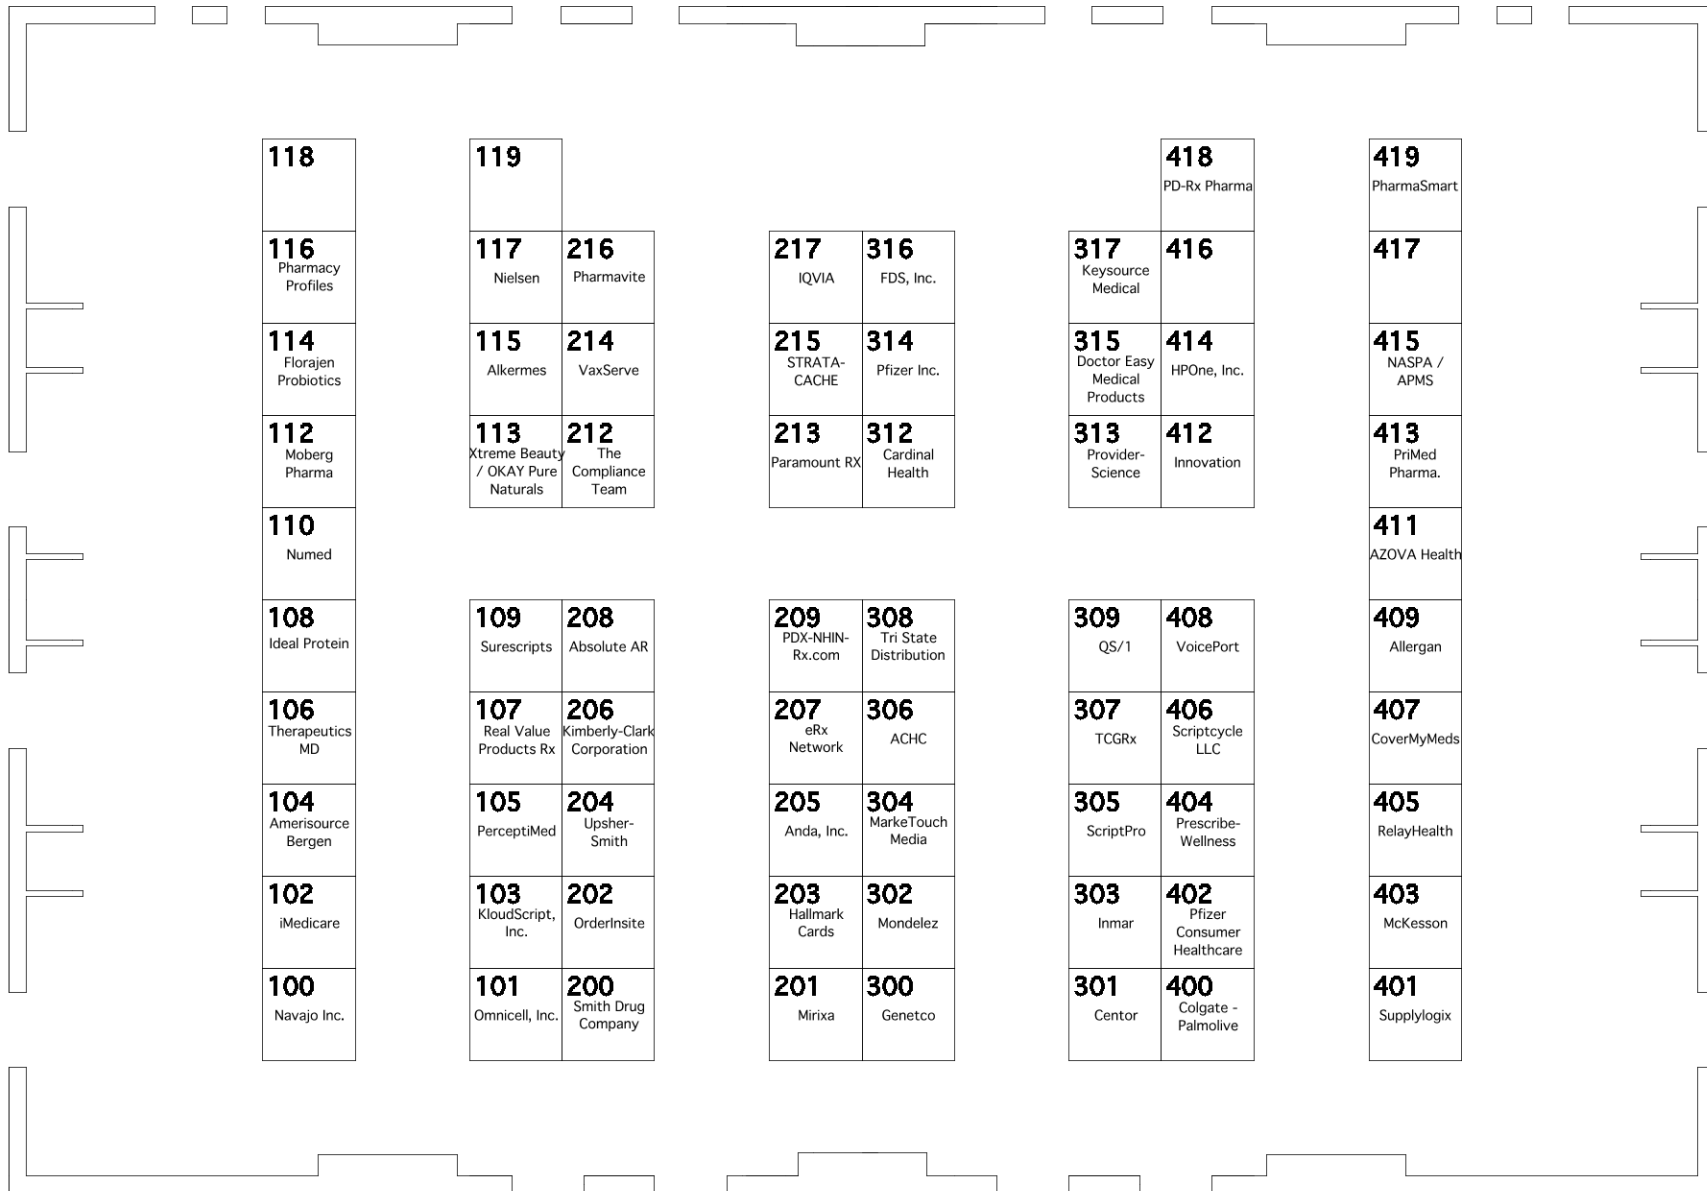 118
119
418
PD-Rx Pharma
419
PharmaSmart
116
Pharmacy
Profiles
117
Nielsen
216
Pharmavite
217
IQVIA
316
FDS, Inc.
317
Keysource
Medical
416
417
114
Florajen
Probiotics
115
Alkermes
214
VaxServe
215
STRATA-
CACHE
314
Pfizer Inc.
315
Doctor Easy
Medical
Products
414
HPOne, Inc.
415
NASPA /
APMS
112
Moberg
Pharma
113
Xtreme Beauty
/ OKAY Pure
Naturals
212
The
Compliance
Team
213
Paramount RX
312
Cardinal
Health
313
Provider-
Science
412
Innovation
413
PriMed
Pharma.
110
Numed
411
AZOVA Health
108
Ideal Protein
109
Surescripts
208
Absolute AR
209
PDX-NHIN-
Rx.com
308
Tri State
Distribution
309
QS/1
408
VoicePort
409
Allergan
106
Therapeutics
MD
107
Real Value
Products Rx
206
Kimberly-Clark
Corporation
207
eRx
Network
306
ACHC
307
TCGRx
406
Scriptcycle
LLC
407
CoverMyMeds
104
Amerisource
Bergen
105
PerceptiMed
204
Upsher-
Smith
205
Anda, Inc.
304
MarkeTouch
Media
305
ScriptPro
404
Prescribe-
Wellness
405
RelayHealth
102
iMedicare
103
KloudScript,
Inc.
202
OrderInsite
203
Hallmark
Cards
302
Mondelez
303
Inmar
402
Pfizer
Consumer
Healthcare
403
McKesson
100
Navajo Inc.
101
Omnicell, Inc.
200
Smith Drug
Company
201
Mirixa
300
Genetco
301
Centor
400
Colgate -
Palmolive
401
Supplylogix